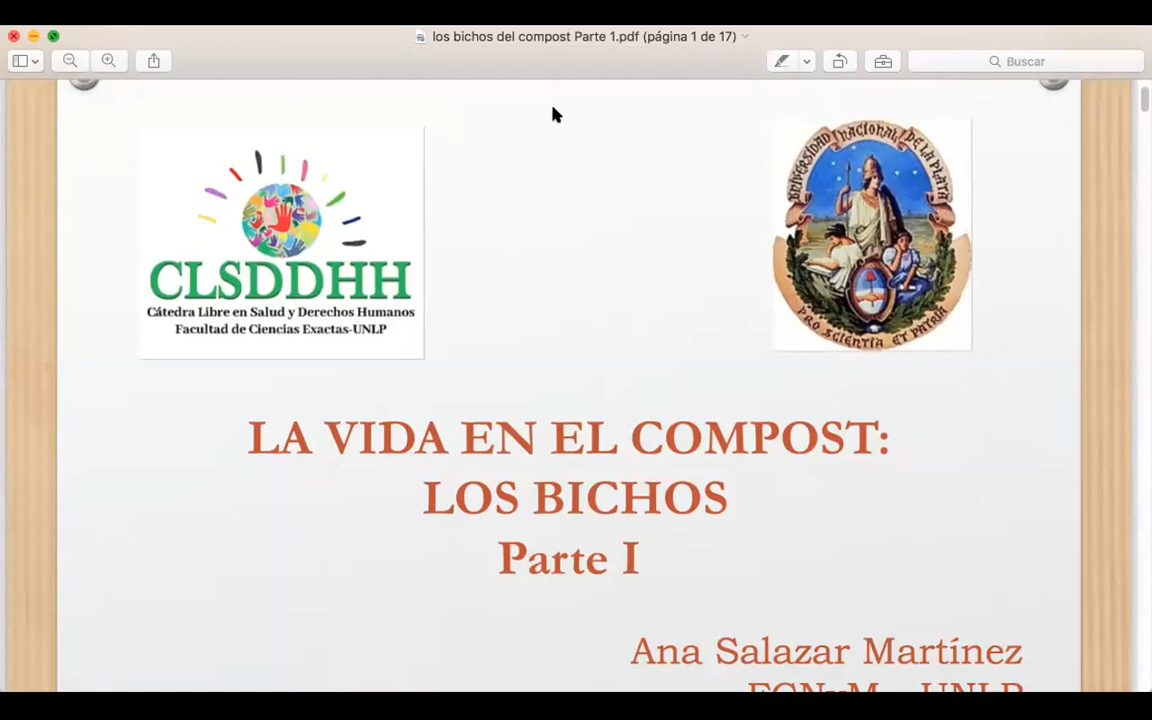 los bichos del compost Parte 1.pdf (página 1 de 17)
Buscar
CLSDDHH
Cátedra Libre en Salud y Derechos Humanos
Facultad de Ciencias Exactas-UNLP
UNIVERSIDAD NACIONAL DE LA PLATA
PRO SCIENTIA ET PATRIA
LA VIDA EN EL COMPOST:
LOS BICHOS
Parte I
Ana Salazar Martínez
FCNyM - UNLP